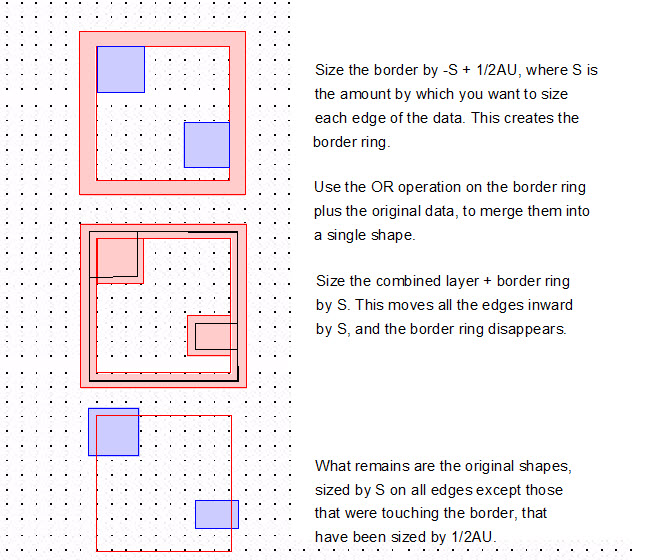 Size the border by -S + 1/2AU, where S is
the amount by which you want to size
each edge of the data. This creates the
border ring.
Use the OR operation on the border ring
plus the original data, to merge them into
a single shape.
Size the combined layer + border ring
by S. This moves all the edges inward
by S, and the border ring disappears.
What remains are the original shapes,
sized by S on all edges except those
that were touching the border, that
have been sized by 1/2AU.